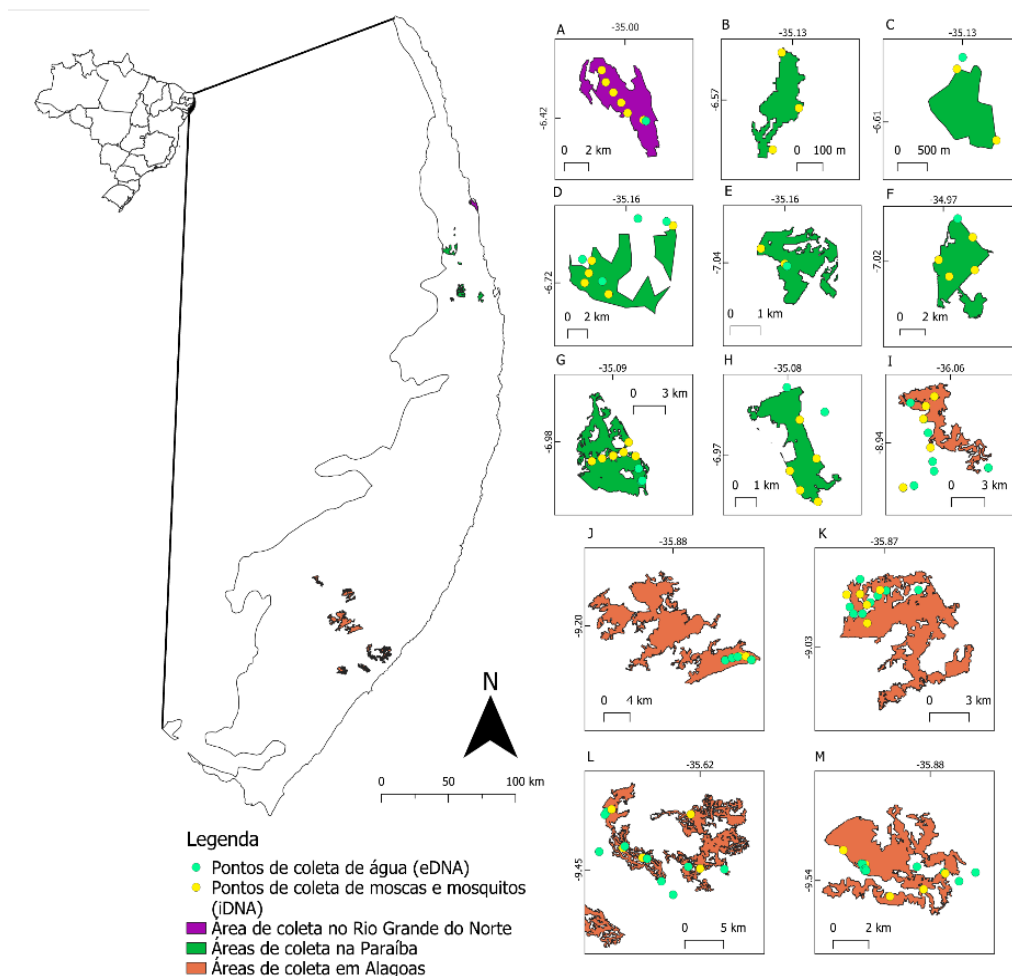 A
-35.00
-6.42
0 2 km
B
-35.13
-6.57
0 100 m
C
-35.13
-6.61
0 500 m
D
-35.16
-6.72
0 2 km
E
-35.16
-7.04
0 1 km
F
-34.97
-7.02
0 2 km
G
-35.09
-6.98
0 3 km
H
-35.08
-6.97
0 1 km
I
-36.06
-8.94
0 3 km
J
-35.88
-9.20
0 4 km
K
-35.87
-9.03
0 3 km
L
-35.62
-9.45
0 5 km
M
-35.88
-9.54
0 2 km
N
0 50 100 km
Legenda
Pontos de coleta de água (eDNA)
Pontos de coleta de moscas e mosquitos
(iDNA)
Área de coleta no Rio Grande do Norte
Áreas de coleta na Paraíba
Áreas de coleta em Alagoas